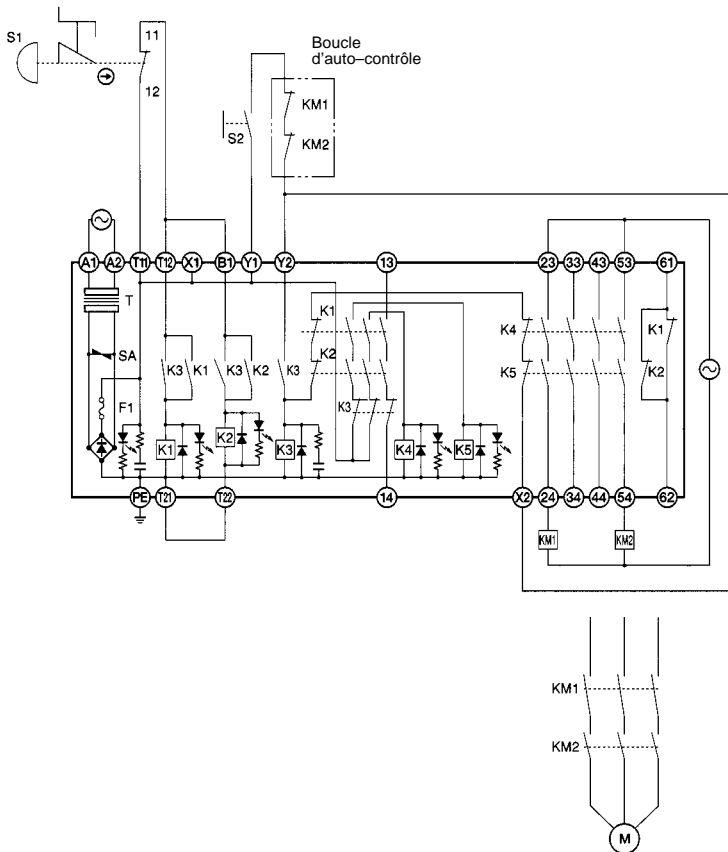 S1
11
12
Boucle
d'auto–contrôle
S2
KM1
KM2
A1 A2 T11 T12 X1 B1 Y1 Y2 13 23 33 43 53 61
T
SA
F1
K3 K1 K3 K2 K3
K1
K2
K3
K4
K5
K1
K2
K1 K2 K3 K4 K5
PE T21 T22 14 X2 24 34 44 54 62
KM1 KM2
KM1
KM2
M